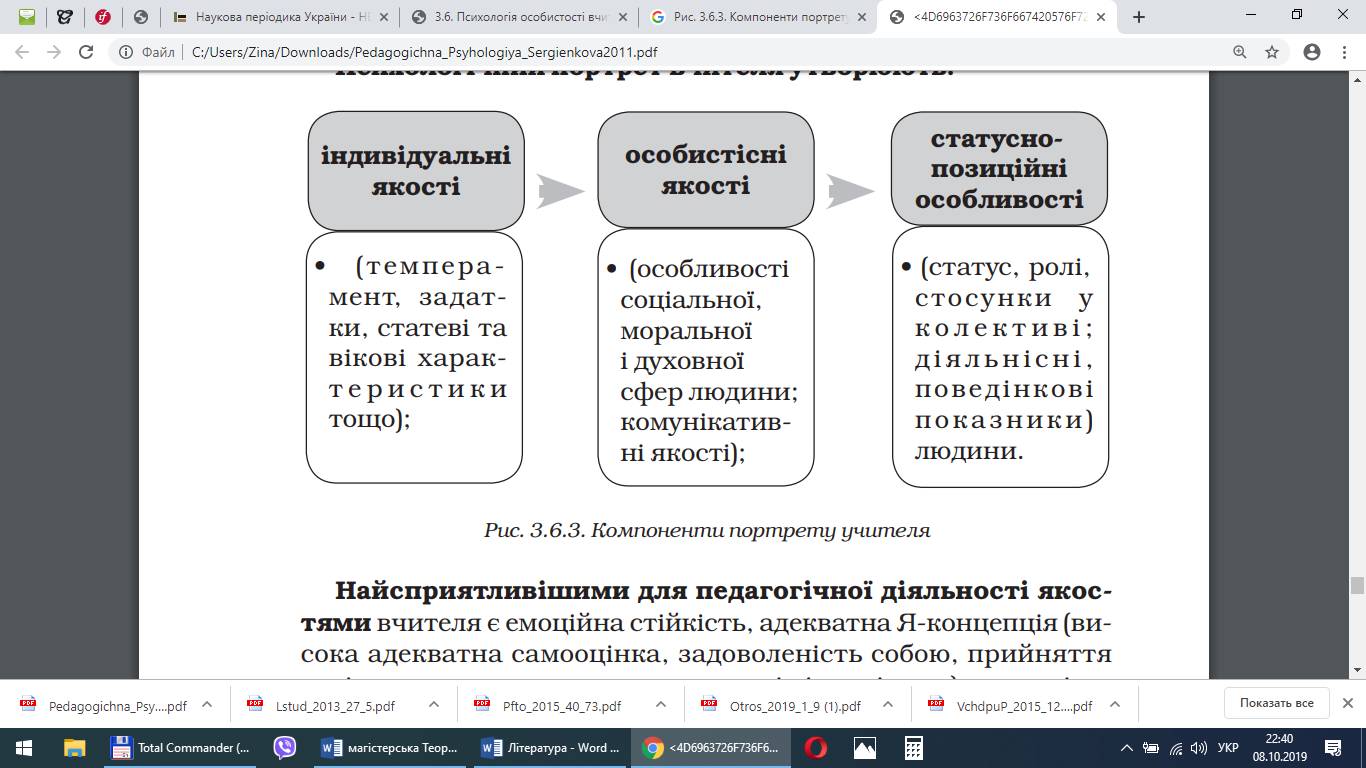 Наукова періодика України - НБ
3.6. Психологія особистості вчит
Рис. 3.6.3. Компоненти портрету
<4D6963726F736F667420576F72
Файл
C:/Users/Zina/Downloads/Pedagogichna_Psyhologiya_Sergienkova2011.pdf
Психологічний портрет вчителя утворюють:
індивідуальні
якості
• (темпера-
мент, задат-
ки, статеві та
вікові харак-
теристики
тощо);
особистісні
якості
• (особливості
соціальної,
моральної
і духовної
сфер людини;
комунікатив-
ні якості);
статусно-
позиційні
особливості
• (статус, ролі,
стосунки у
колективі;
діяльнісні,
поведінкові
показники)
людини.
Рис. 3.6.3. Компоненти портрету учителя
Найсприятливішими для педагогічної діяльності якос-
тями вчителя є емоційна стійкість, адекватна Я-концепція (ви-
сока адекватна самооцінка, задоволеність собою, прийняття
Pedagogichna_Psy....pdf
Lstud_2013_27_5.pdf
Pfto_2015_40_73.pdf
Otros_2019_1_9 (1).pdf
VchdpuP_2015_12....pdf
Показать все
Total Commander (...
магістерська Теор...
Література - Word ...
<4D6963726F736F6...
УКР
22:40
08.10.2019